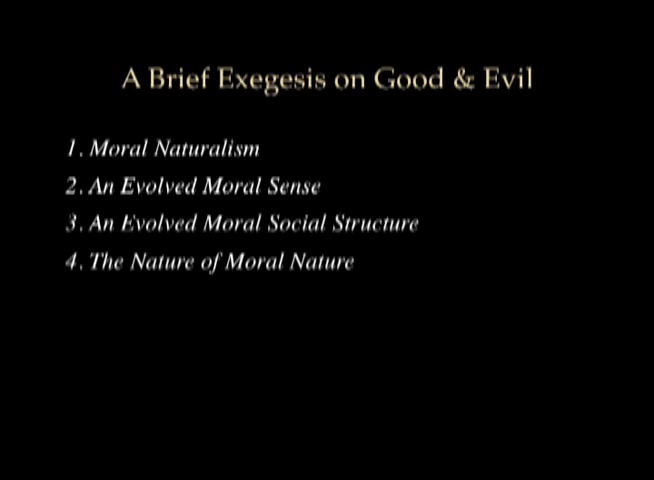 A Brief Exegesis on Good & Evil
1. Moral Naturalism
2. An Evolved Moral Sense
3. An Evolved Moral Social Structure
4. The Nature of Moral Nature